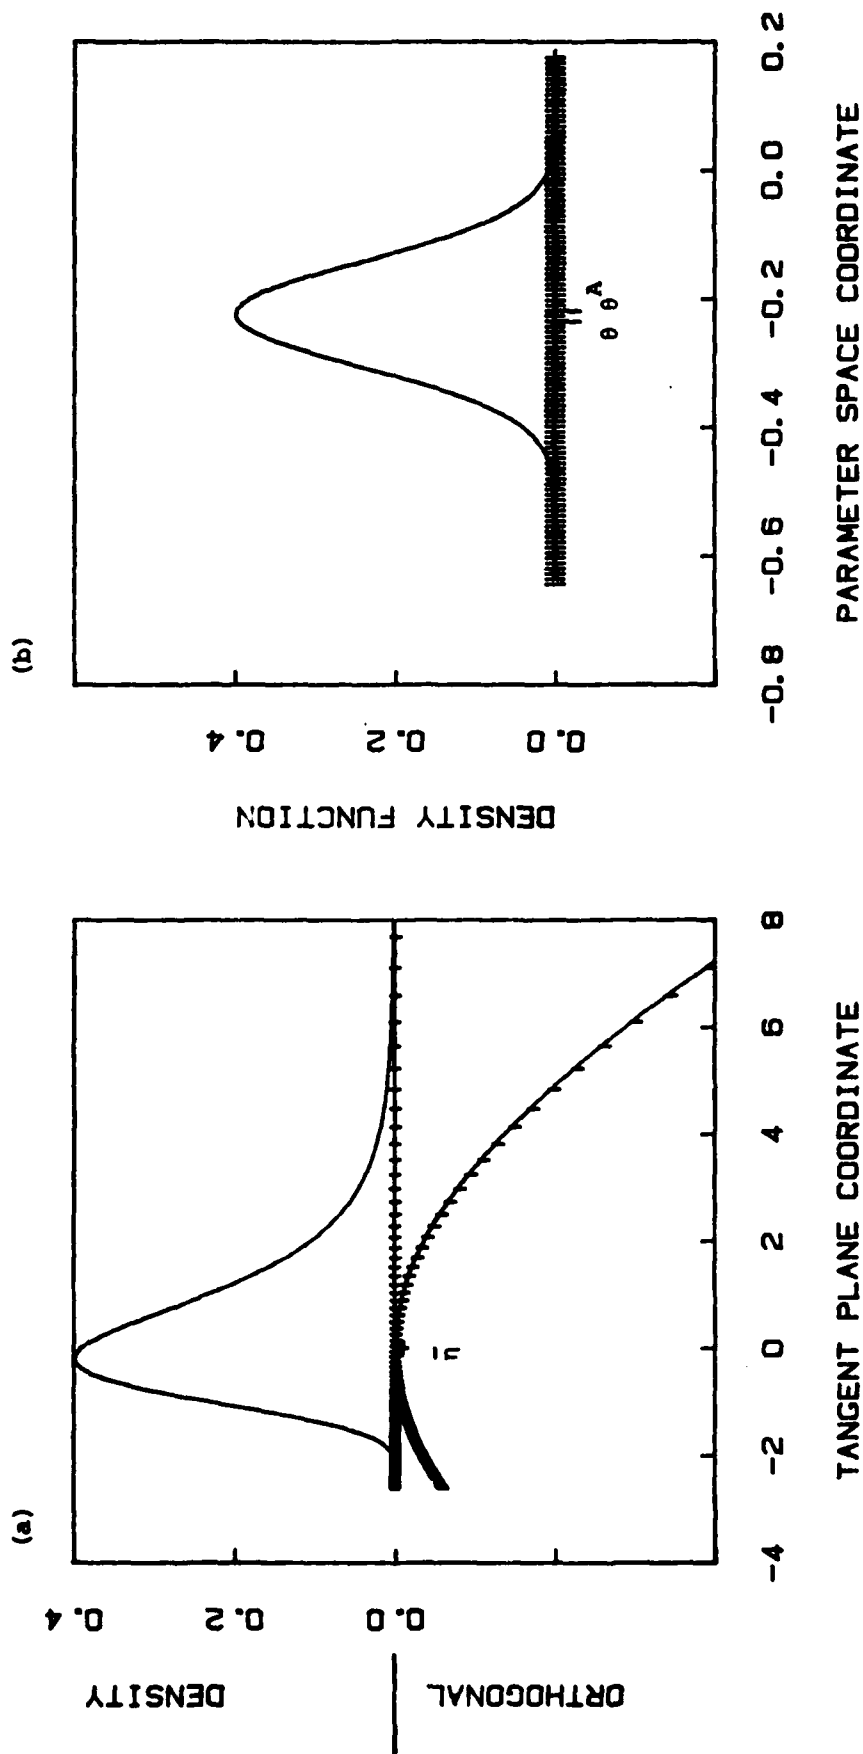 (a)
DENSITY
ORTHOGONAL
0.4
0.2
0.0
η
-4
-2
0
2
4
6
8
TANGENT PLANE COORDINATE
(b)
DENSITY FUNCTION
0.4
0.2
0.0
θ θ^A
-0.8
-0.6
-0.4
-0.2
0.0
0.2
PARAMETER SPACE COORDINATE